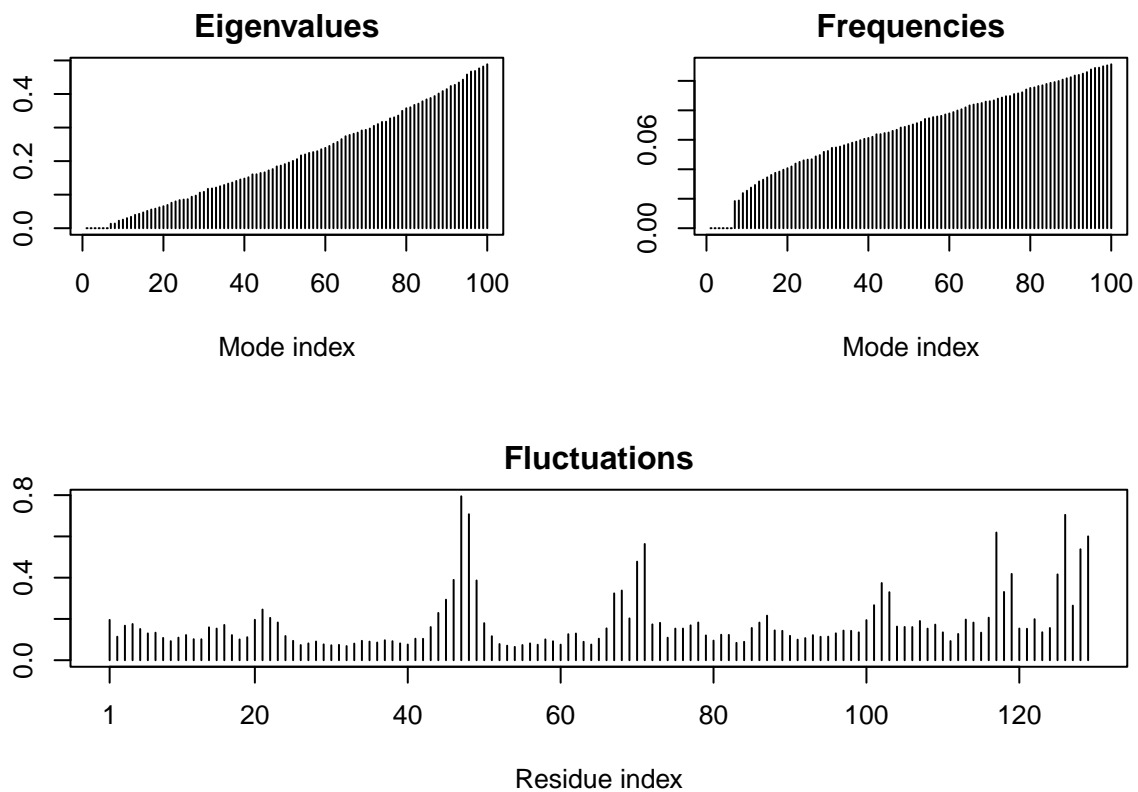 Eigenvalues
0.4
0.2
0.0
0 20 40 60 80 100
Mode index
Frequencies
0.06
0.00
0 20 40 60 80 100
Mode index
Fluctuations
0.8
0.4
0.0
1 20 40 60 80 100 120
Residue index